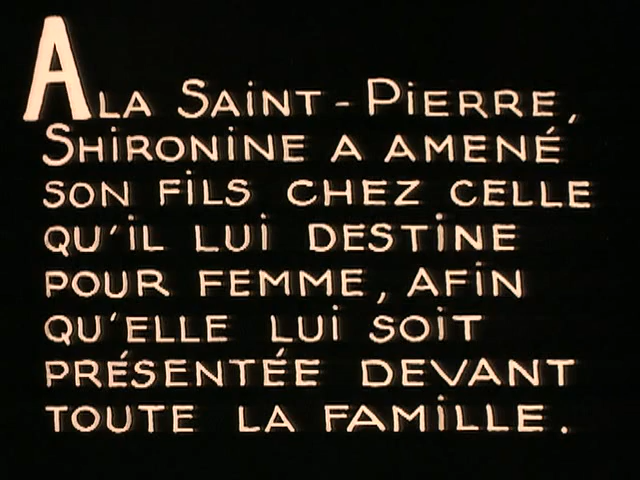 A LA SAiNT-PiERRE,
SHiRONiNE A AMENÉ
SON FiLS CHEZ CELLE
QU'iL LUi DESTiNE
POUR FEMME, AFiN
QU'ELLE LUi SOiT
PRÉSENTÉE DEVANT
TOUTE LA FAMiLLE.